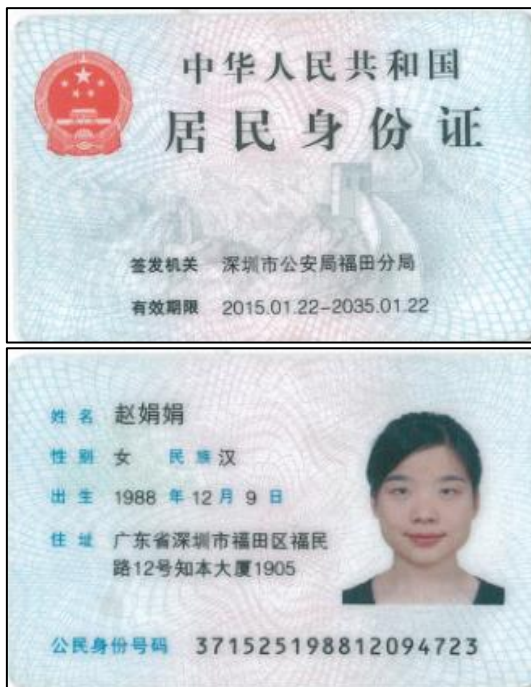 中华人民共和国
居民身份证
签发机关 深圳市公安局福田分局
有效期限 2015.01.22-2035.01.22
姓名 赵娟娟
性别 女 民族 汉
出生 1988 年 12 月 9 日
住址 广东省深圳市福田区福民
路12号知本大厦1905
公民身份号码 371525198812094723